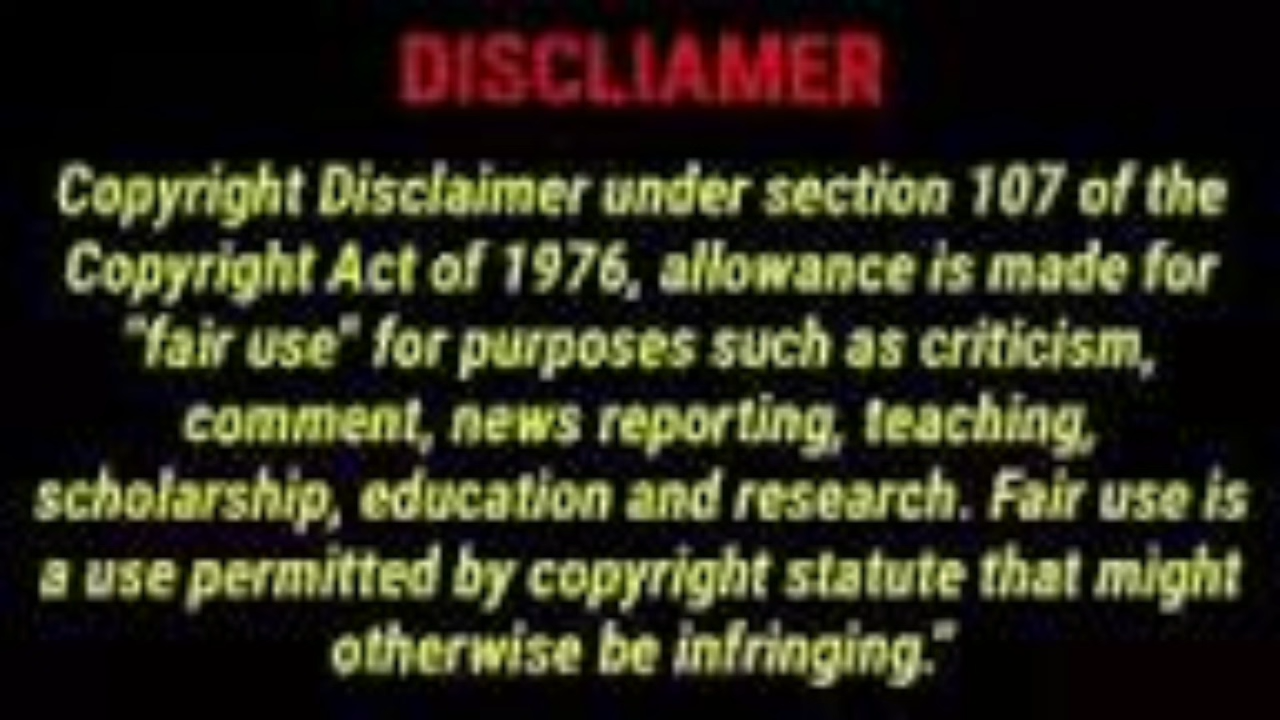 DISCLIAMER
Copyright Disclaimer under section 107 of the
Copyright Act of 1976, allowance is made for
"fair use" for purposes such as criticism,
comment, news reporting, teaching,
scholarship, education and research. Fair use is
a use permitted by copyright statute that might
otherwise be infringing."